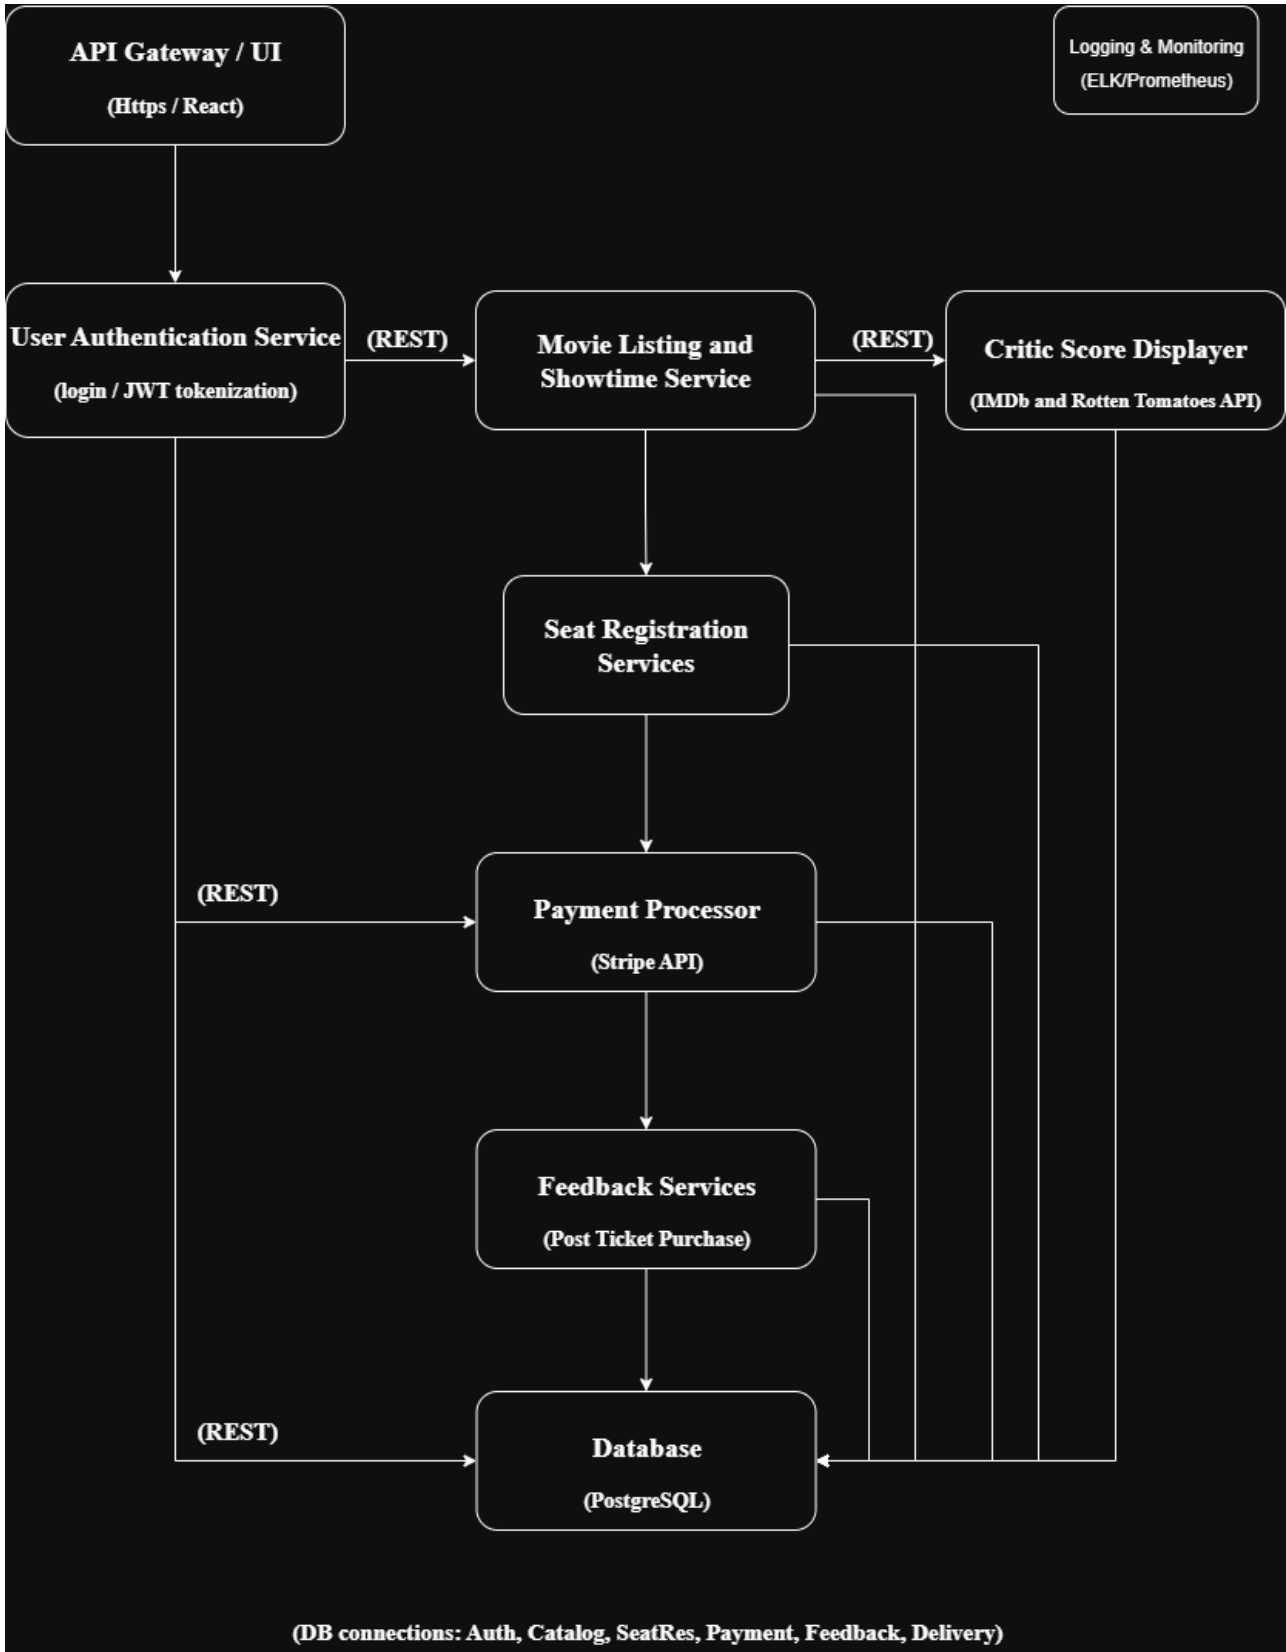 API Gateway / UI
(Https / React)
Logging & Monitoring
(ELK/Prometheus)
User Authentication Service
(login / JWT tokenization)
(REST)
Movie Listing and
Showtime Service
(REST)
Critic Score Displayer
(IMDb and Rotten Tomatoes API)
Seat Registration
Services
(REST)
Payment Processor
(Stripe API)
Feedback Services
(Post Ticket Purchase)
(REST)
Database
(PostgreSQL)
(DB connections: Auth, Catalog, SeatRes, Payment, Feedback, Delivery)